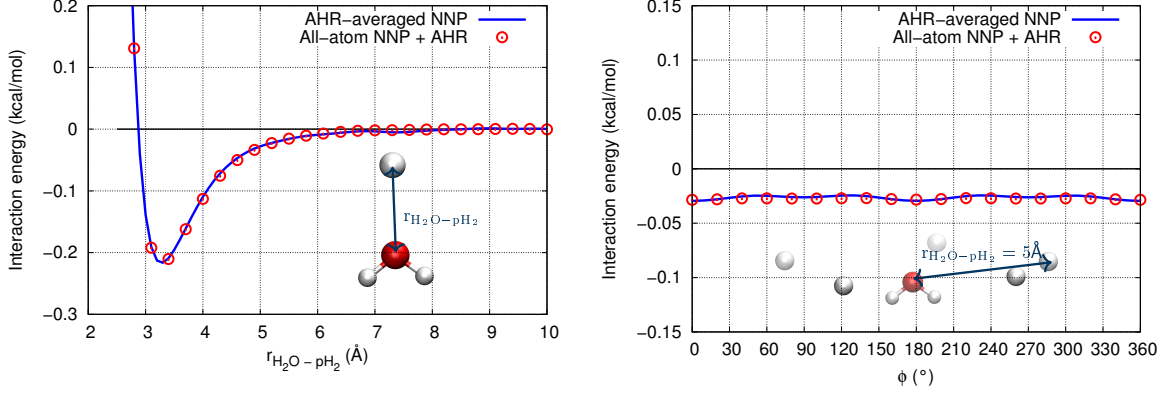 AHR−averaged NNP
All−atom NNP + AHR
Interaction energy (kcal/mol)
0.2
0.1
0
−0.1
−0.2
−0.3
2 3 4 5 6 7 8 9 10
r_{H₂O−pH₂} (Å)
r_{H₂O−pH₂}
AHR−averaged NNP
All−atom NNP + AHR
Interaction energy (kcal/mol)
0.15
0.1
0.05
0
−0.05
−0.1
−0.15
0 30 60 90 120 150 180 210 240 270 300 330 360
ϕ (°)
r_{H₂O−pH₂} = 5Å